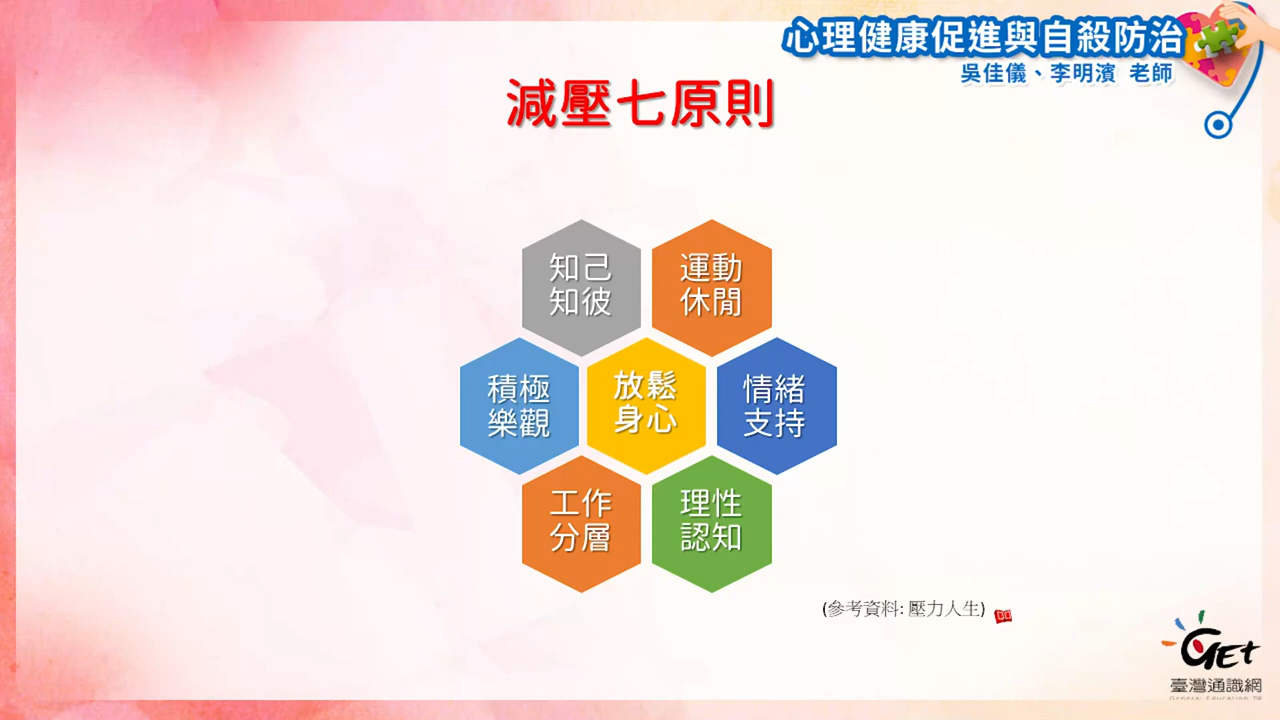 心理健康促進與自殺防治
吳佳儀、李明濱 老師
減壓七原則
知己
知彼
運動
休閒
積極
樂觀
放鬆
身心
情緒
支持
工作
分層
理性
認知
(參考資料: 壓力人生)
GEt
臺灣通識網
General Education TW